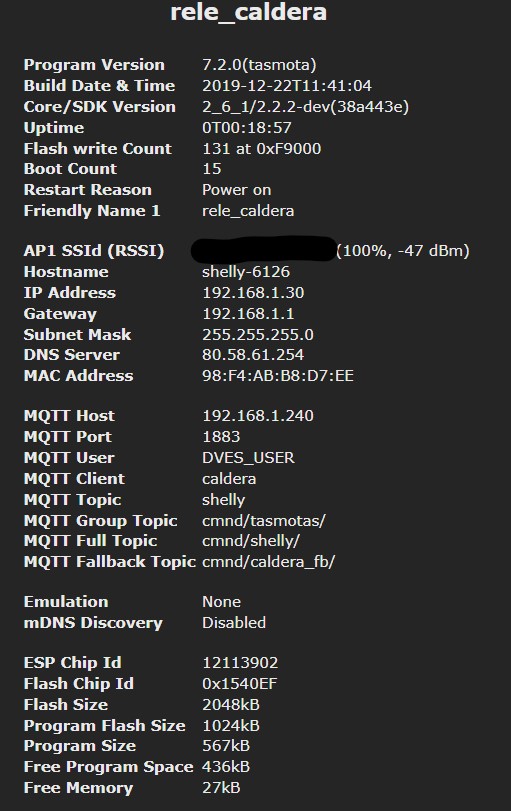 rele_caldera
Program Version 7.2.0(tasmota)
Build Date & Time 2019-12-22T11:41:04
Core/SDK Version 2_6_1/2.2.2-dev(38a443e)
Uptime 0T00:18:57
Flash write Count 131 at 0xF9000
Boot Count 15
Restart Reason Power on
Friendly Name 1 rele_caldera
AP1 SSId (RSSI) (100%, -47 dBm)
Hostname shelly-6126
IP Address 192.168.1.30
Gateway 192.168.1.1
Subnet Mask 255.255.255.0
DNS Server 80.58.61.254
MAC Address 98:F4:AB:B8:D7:EE
MQTT Host 192.168.1.240
MQTT Port 1883
MQTT User DVES_USER
MQTT Client caldera
MQTT Topic shelly
MQTT Group Topic cmnd/tasmotas/
MQTT Full Topic cmnd/shelly/
MQTT Fallback Topic cmnd/caldera_fb/
Emulation None
mDNS Discovery Disabled
ESP Chip Id 12113902
Flash Chip Id 0x1540EF
Flash Size 2048kB
Program Flash Size 1024kB
Program Size 567kB
Free Program Space 436kB
Free Memory 27kB